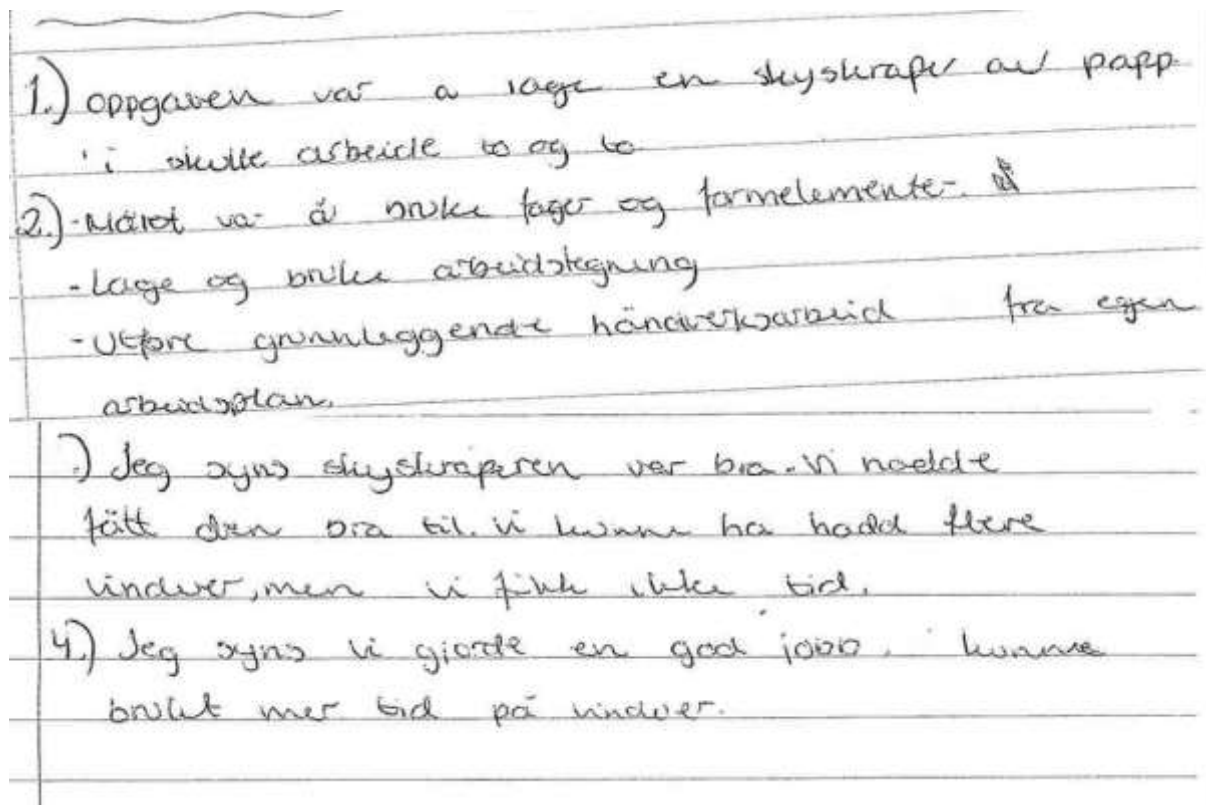 1.) oppgaven var a lage en skyskraper av papp.
i skulle arbeide to og to
2.) - Målet va- å bruke farger og formelementer.
- Lage og bruke arbeidstegning
- Utføre grunnleggende håndverksarbeid fra egen
arbeidsplan.
.) Jeg syns skyskraperen var bra. Vi hadde
fått den bra til. Vi kunne ha hadd flere
vinduer, men vi fikk ikke tid.
4.) Jeg syns vi gjorde en god jobb. kunne
brukt mer tid på vinduer.